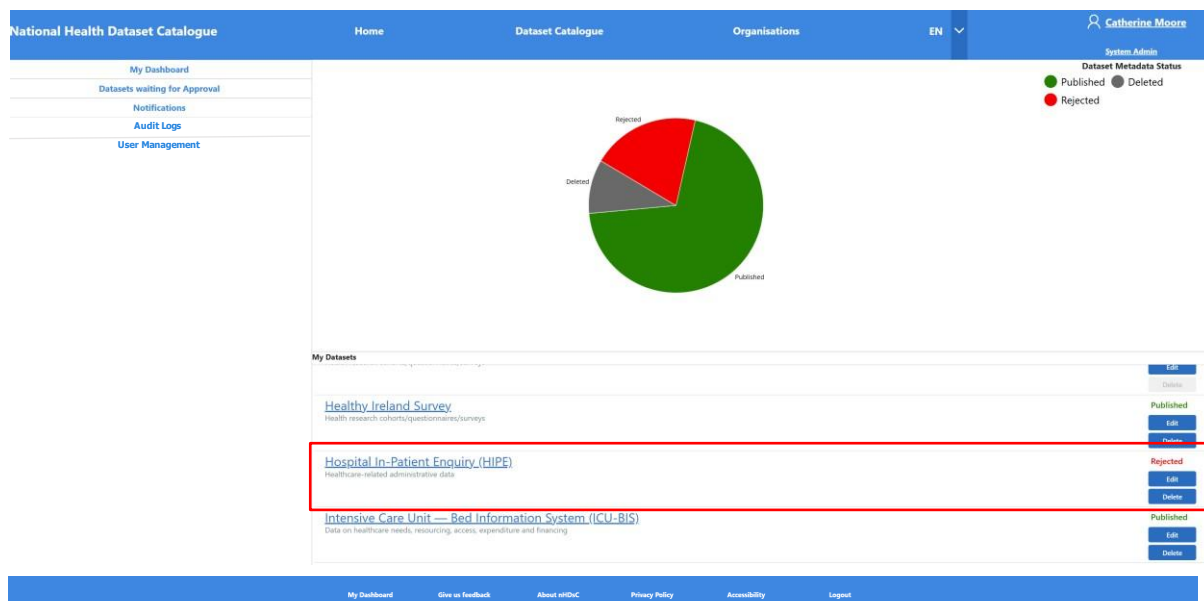 National Health Dataset Catalogue
Home
Dataset Catalogue
Organisations
EN
Catherine Moore
System Admin
My Dashboard
Datasets waiting for Approval
Notifications
Audit Logs
User Management
Dataset Metadata Status
Published Deleted
Rejected
Rejected
Deleted
Published
My Datasets
Edit
Delete
Healthy Ireland Survey
Published
Health research cohorts/questionnaires/surveys
Edit
Delete
Hospital In-Patient Enquiry (HIPE)
Rejected
Healthcare-related administrative data
Edit
Delete
Intensive Care Unit — Bed Information System (ICU-BIS)
Published
Data on healthcare needs, resourcing, access, expenditure and financing
Edit
Delete
My Dashboard Give us feedback About nHDsC Privacy Policy Accessibility Logout